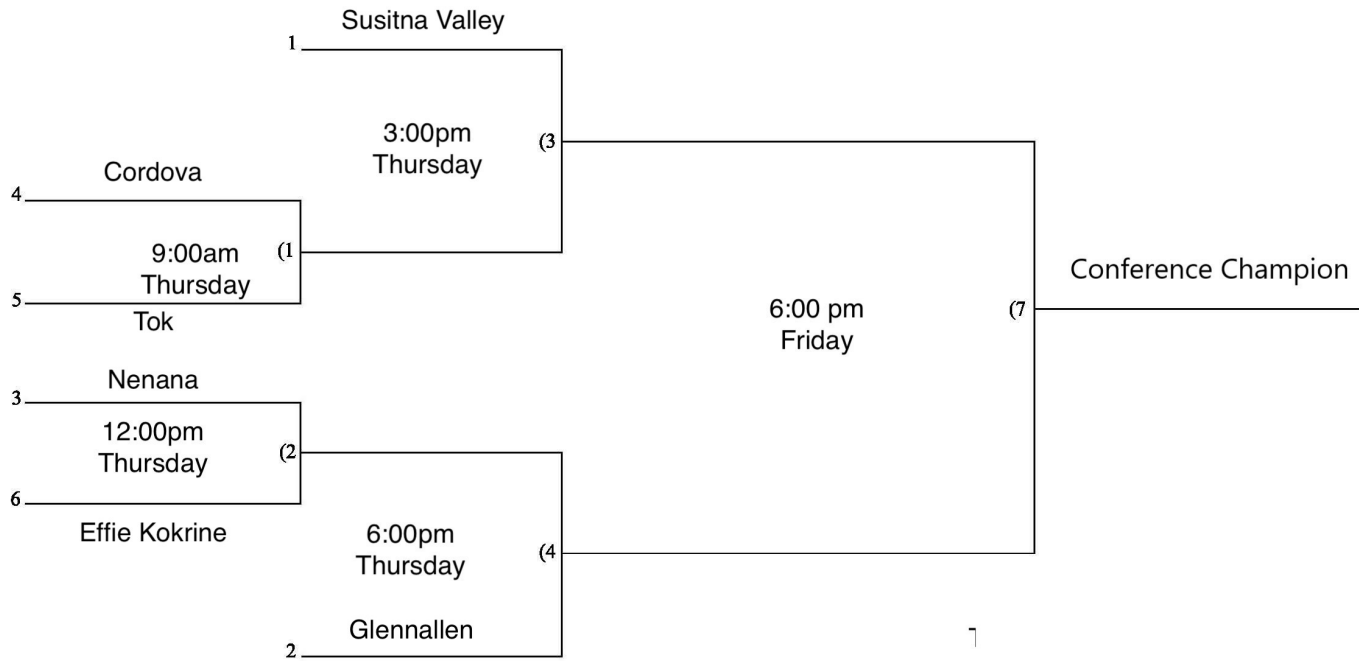 Susitna Valley
1
3:00pm
Thursday
(3
Cordova
4
9:00am
Thursday
(1
5
Tok
Conference Champion
6:00 pm
Friday
(7
Nenana
3
12:00pm
Thursday
(2
6
Effie Kokrine
6:00pm
Thursday
(4
Glennallen
2